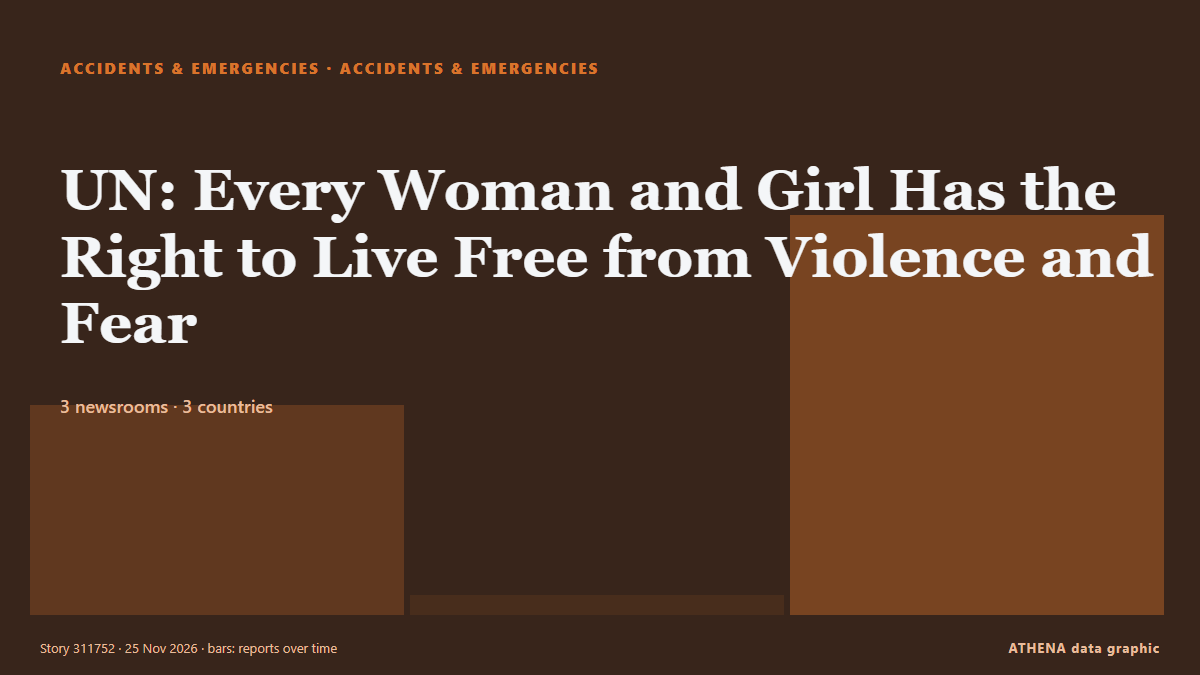 ACCIDENTS & EMERGENCIES · ACCIDENTS & EMERGENCIES
UN: Every Woman and Girl Has the
Right to Live Free from Violence and
Fear
3 newsrooms · 3 countries
Story 311752 · 25 Nov 2026 · bars: reports over time
ATHENA data graphic